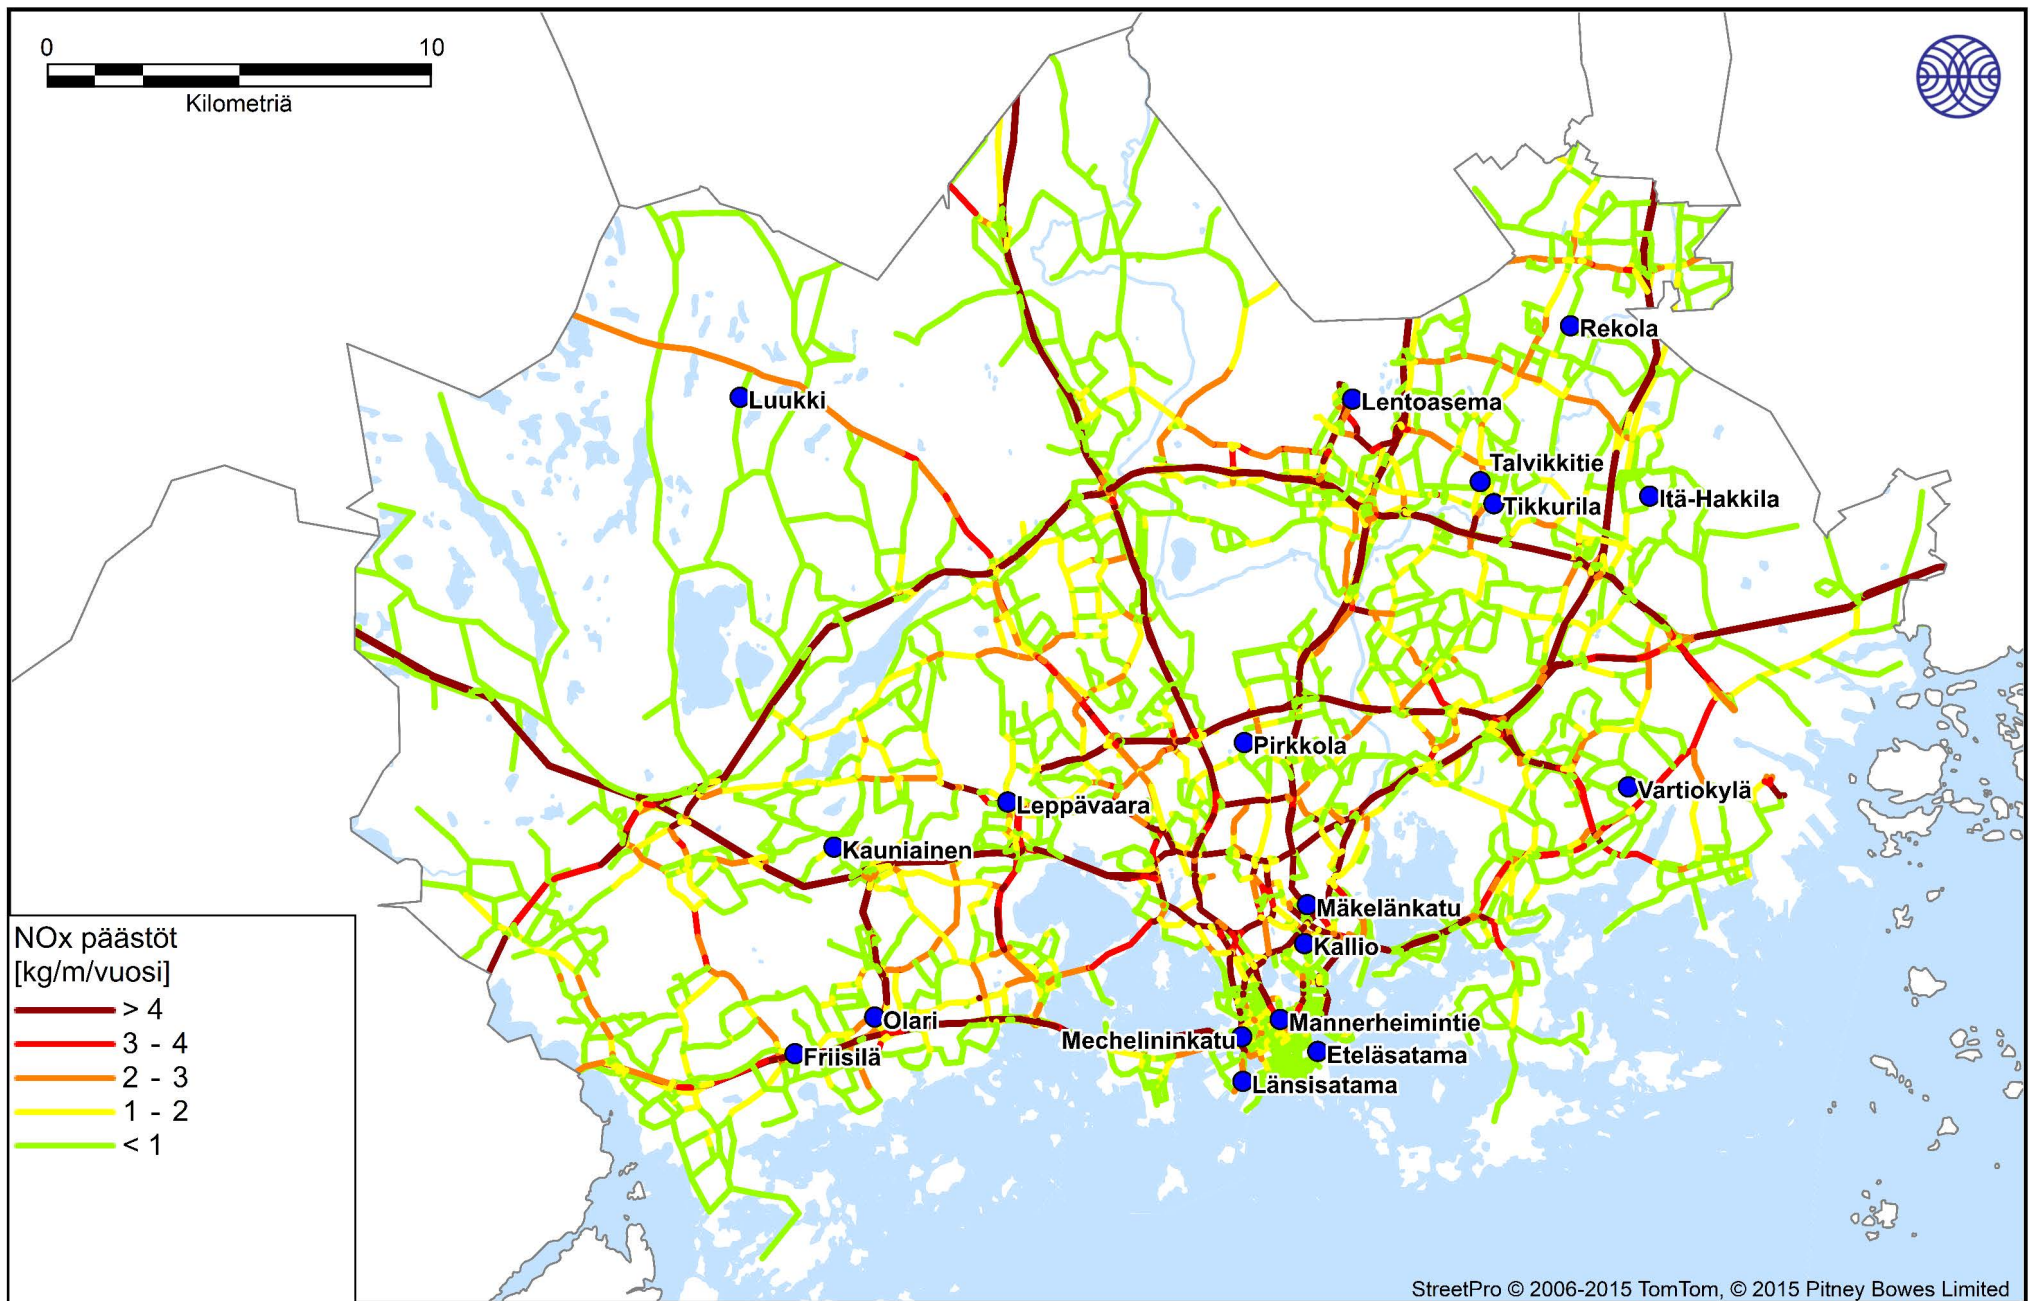 0 10
Kilometriä
Rekola
Luukki
Lentoasema
Talvikkitie
Tikkurila
Itä-Hakkila
Pirkkola
Leppävaara
Vartiokylä
Kauniainen
Mäkelänkatu
Kallio
NOx päästöt
[kg/m/vuosi]
> 4
3 - 4
2 - 3
1 - 2
< 1
Olari
Friisilä
Mannerheimintie
Mechelininkatu
Eteläsatama
Länsisatama
StreetPro © 2006-2015 TomTom, © 2015 Pitney Bowes Limited